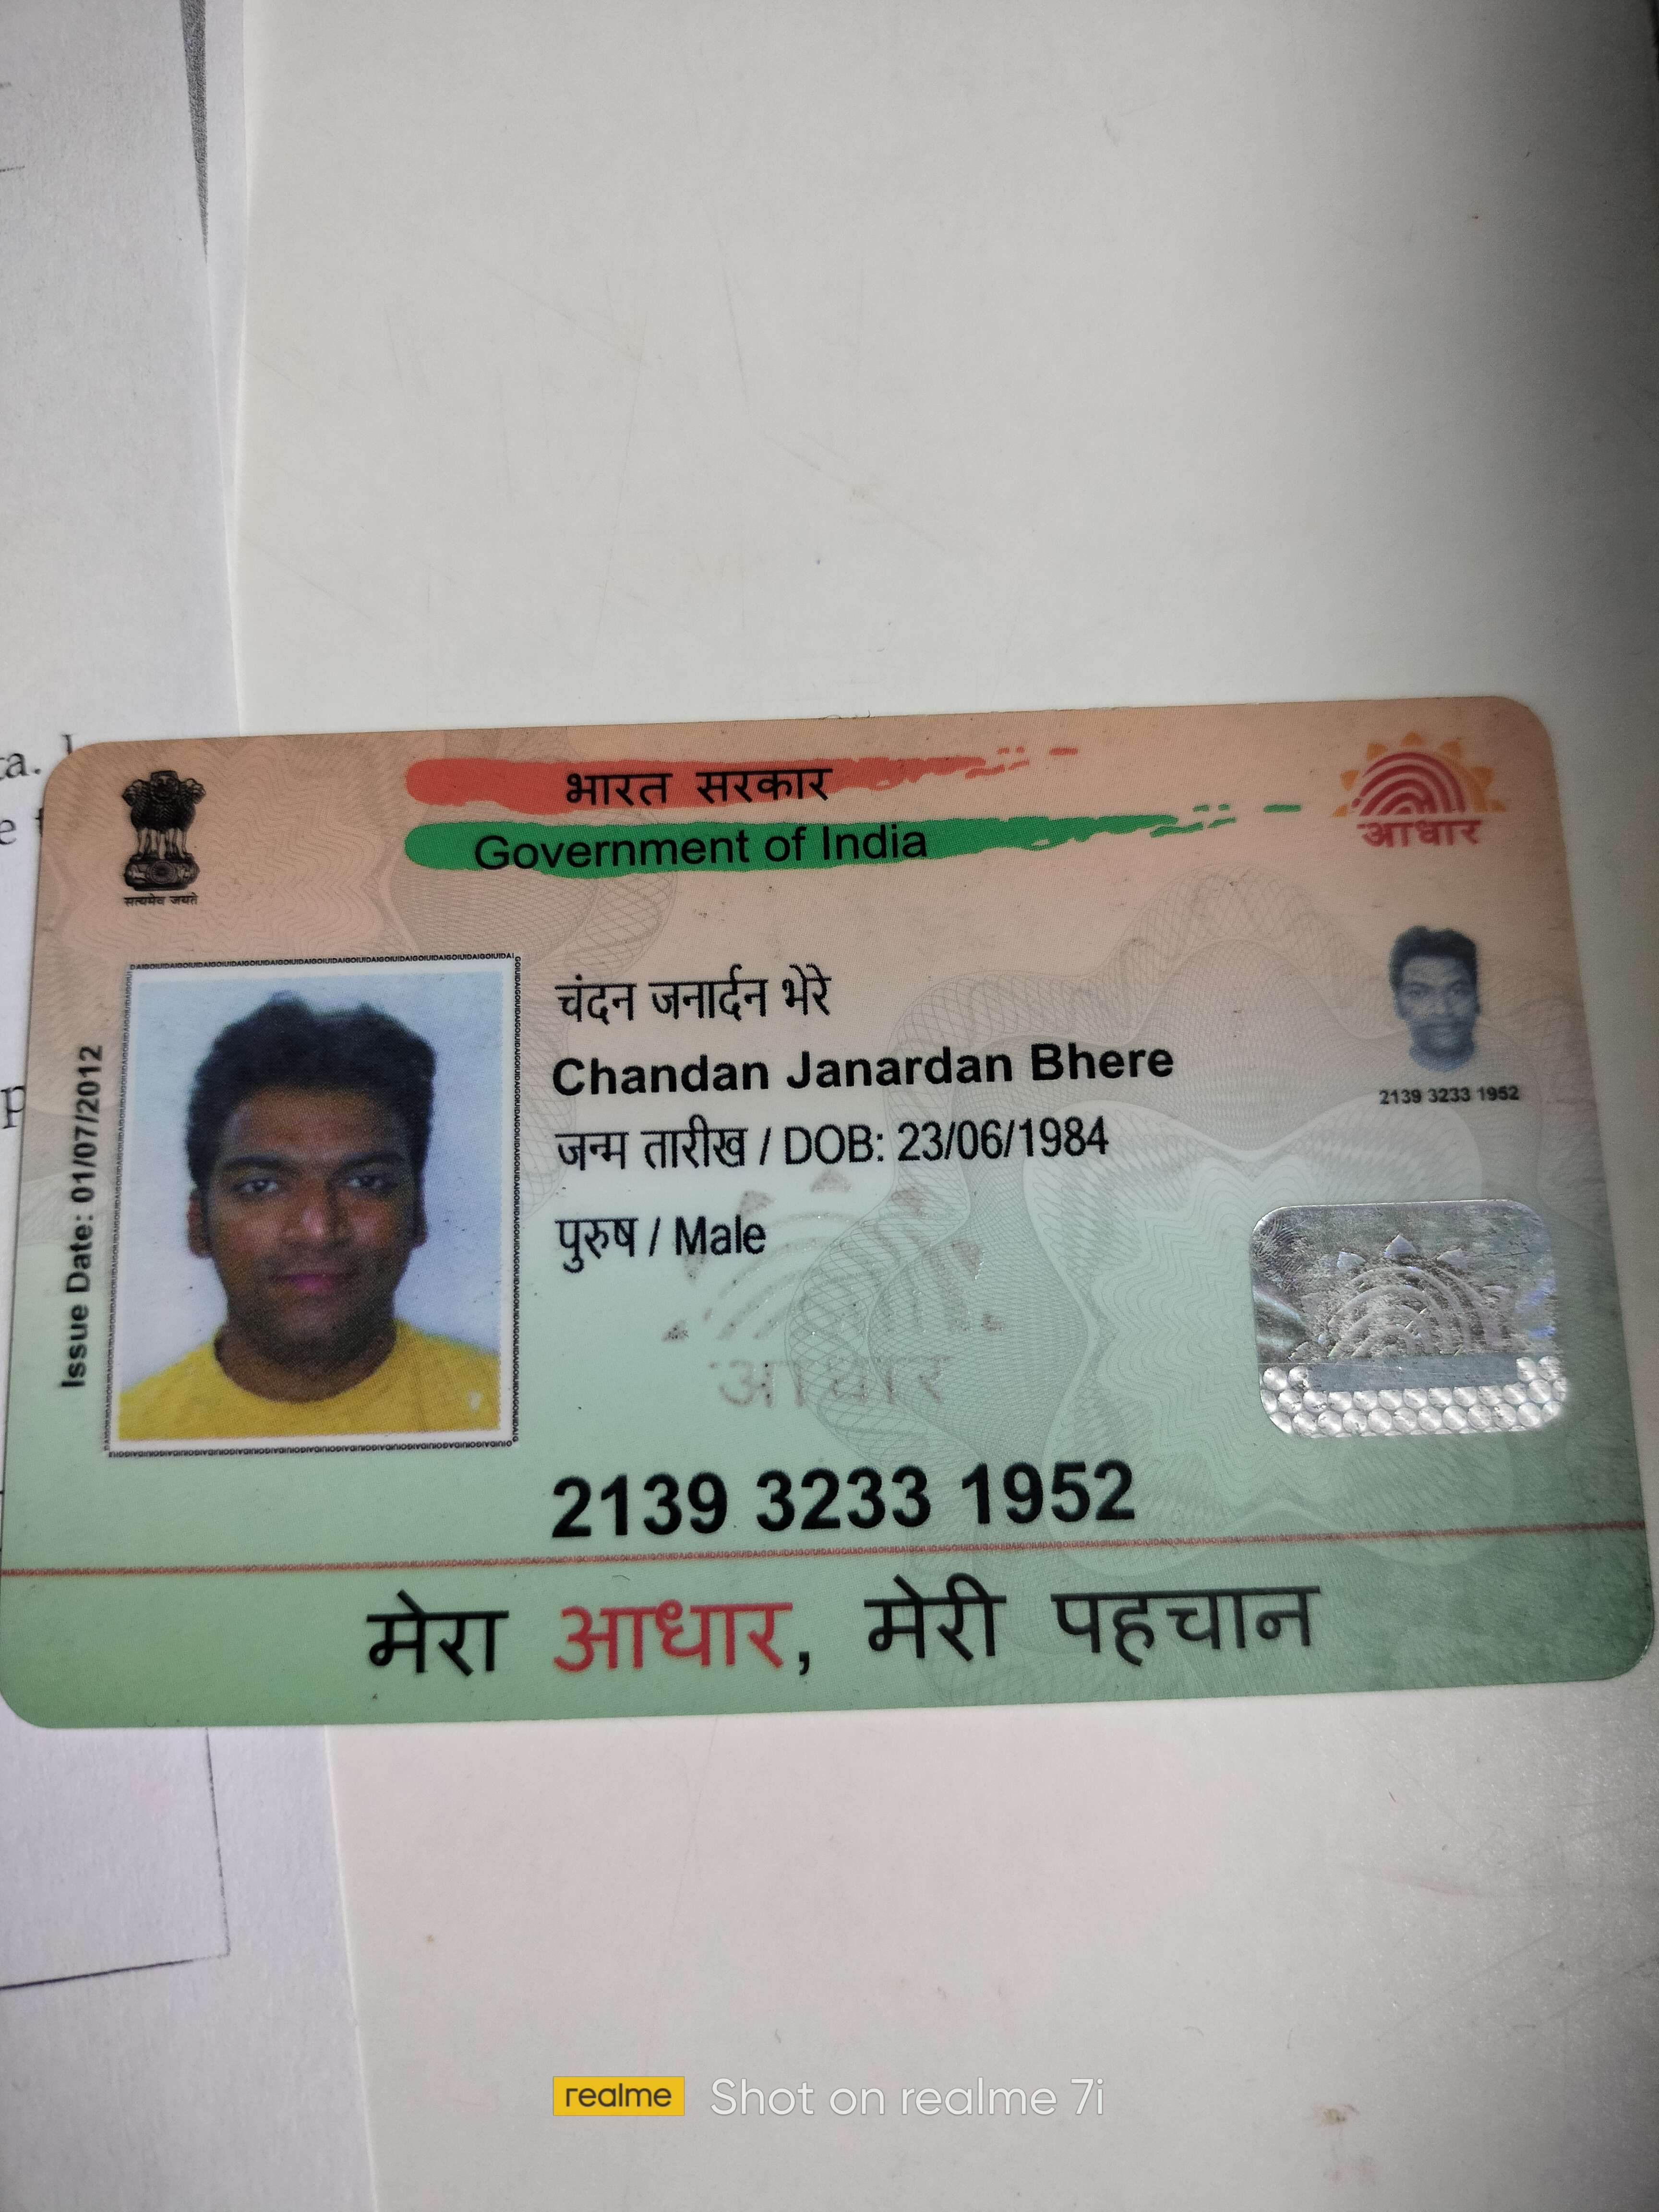 ta. l
e t
p
सत्यमेव जयते
भारत सरकार
Government of India
आधार
Issue Date: 01/07/2012
चंदन जनार्दन भेरे
Chandan Janardan Bhere
जन्म तारीख / DOB: 23/06/1984
पुरुष / Male
2139 3233 1952
आधार
2139 3233 1952
मेरा आधार, मेरी पहचान
realme Shot on realme 7i